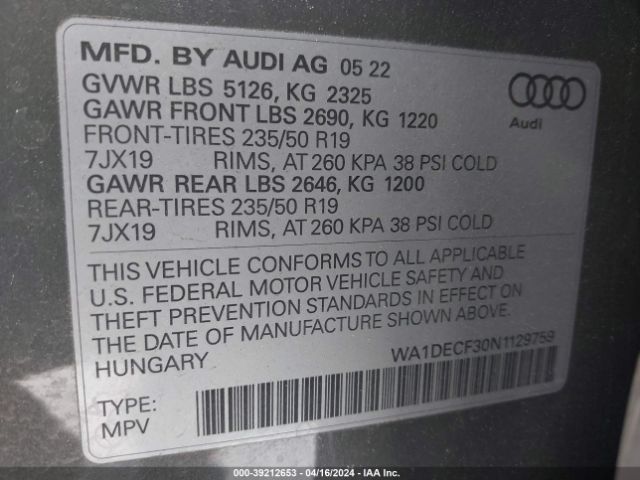 MFD. BY AUDI AG 05 22
GVWR LBS 5126, KG 2325
GAWR FRONT LBS 2690, KG 1220
FRONT-TIRES 235/50 R19
7JX19 RIMS, AT 260 KPA 38 PSI COLD
GAWR REAR LBS 2646, KG 1200
REAR-TIRES 235/50 R19
7JX19 RIMS, AT 260 KPA 38 PSI COLD
Audi
THIS VEHICLE CONFORMS TO ALL APPLICABLE
U.S. FEDERAL MOTOR VEHICLE SAFETY AND
THEFT PREVENTION STANDARDS IN EFFECT ON
THE DATE OF MANUFACTURE SHOWN ABOVE.
HUNGARY
WA1DECF30N1129759
TYPE:
MPV
000-39212653 - 04/16/2024 - IAA Inc.